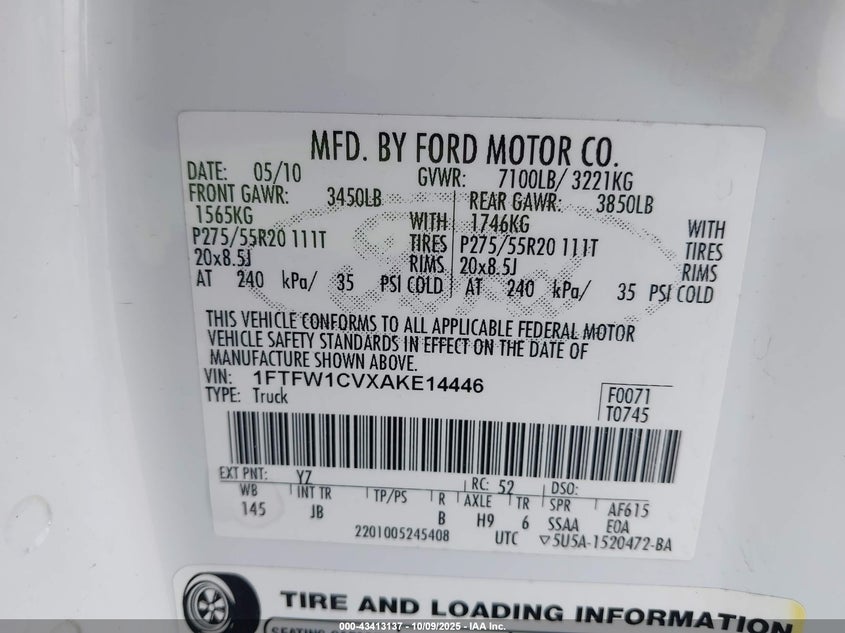 MFD. BY FORD MOTOR CO.
DATE: 05/10 GVWR: 7100LB/ 3221KG
FRONT GAWR: 3450LB REAR GAWR: 3850LB
1565KG WITH 1746KG WITH
P275/55R20 111T TIRES P275/55R20 111T TIRES
20x8.5J RIMS 20x8.5J RIMS
AT 240 kPa/ 35 PSI COLD AT 240 kPa/ 35 PSI COLD
THIS VEHICLE CONFORMS TO ALL APPLICABLE FEDERAL MOTOR
VEHICLE SAFETY STANDARDS IN EFFECT ON THE DATE OF
MANUFACTURE SHOWN ABOVE.
VIN: 1FTFW1CVXAKE14446
TYPE: Truck
F0071
T0745
EXT PNT: YZ RC: 52 DSO:
WB INT TR TP/PS R AXLE TR SPR AF615
145 JB B H9 6 SSAA E0A
2201005245408 UTC ▽5U5A-1520472-BA
TIRE AND LOADING INFORMATION
000-43413137 - 10/09/2025 - IAA Inc.